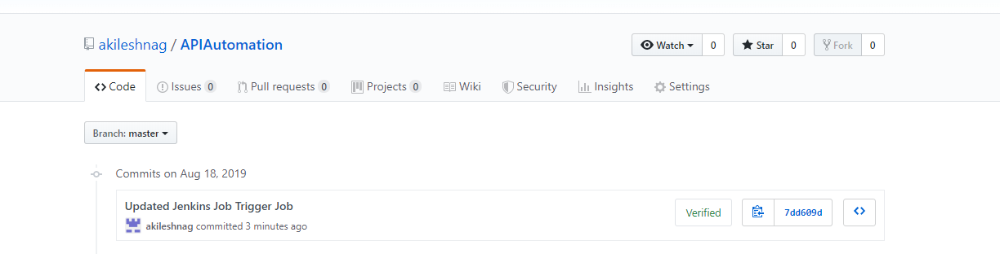 akileshnag / APIAutomation
Watch 0 Star 0 Fork 0
Code Issues 0 Pull requests 0 Projects 0 Wiki Security Insights Settings
Branch: master
Commits on Aug 18, 2019
Updated Jenkins Job Trigger Job
akileshnag committed 3 minutes ago
Verified 7dd609d